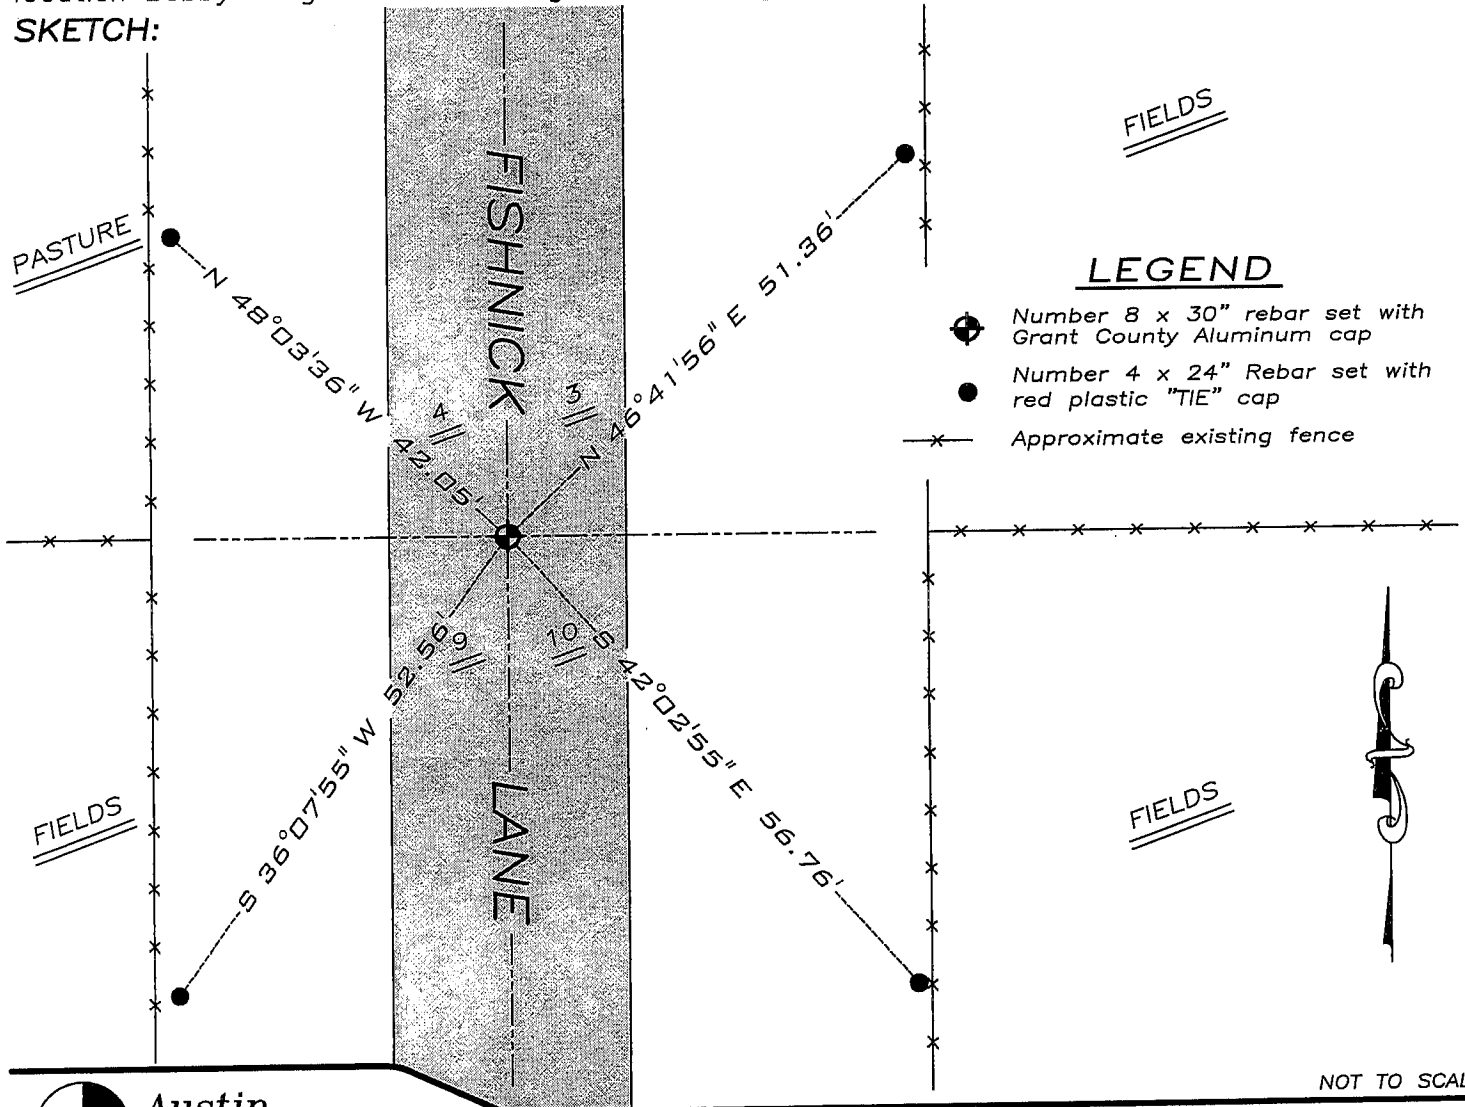 SKETCH:
FISHNICK
LANE
PASTURE
FIELDS
FIELDS
FIELDS
N 48°03'36" W 42.05'
N 46°41'56" E 51.36'
S 36°07'55" W 52.56'
S 42°02'55" E 56.76'
4
3
9
10
LEGEND
Number 8 x 30" rebar set with
Grant County Aluminum cap
Number 4 x 24" Rebar set with
red plastic "TIE" cap
Approximate existing fence
NOT TO SCAL
Austin